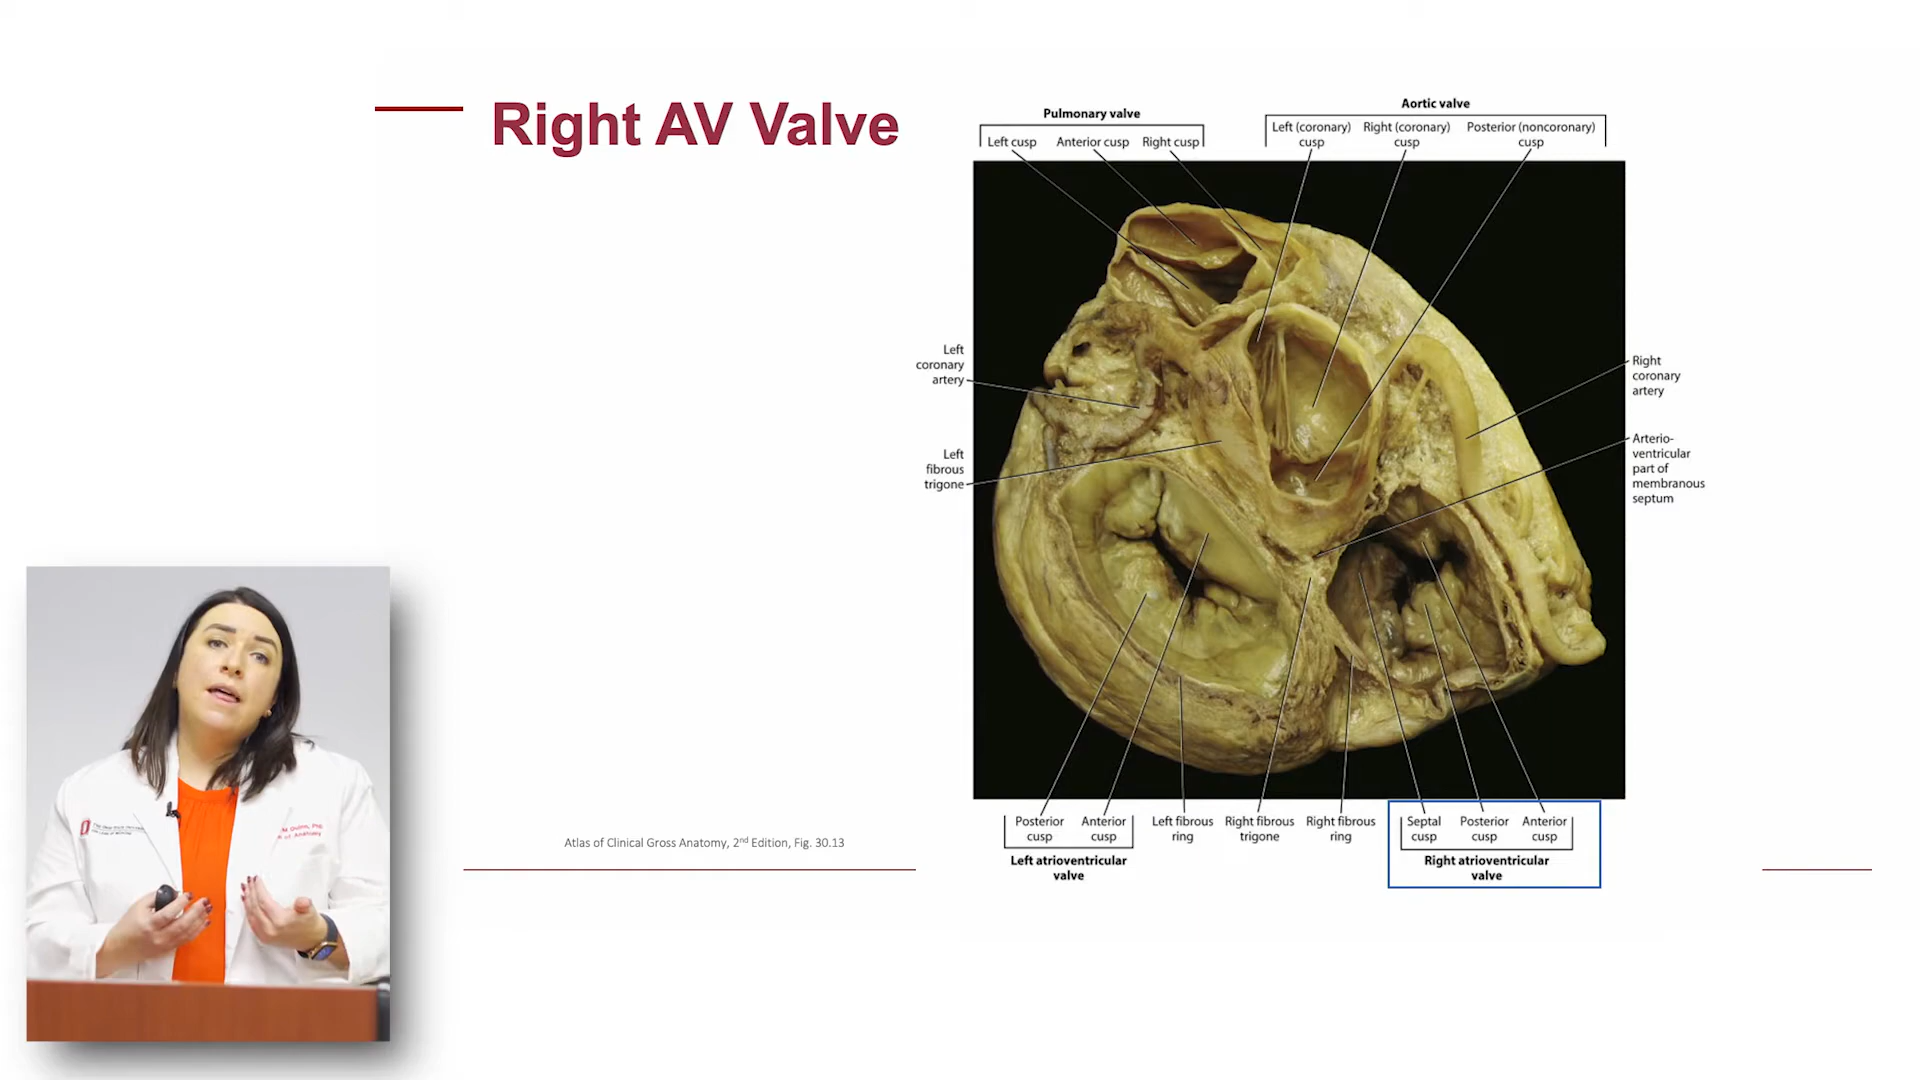 Right AV Valve
Pulmonary valve
Left cusp Anterior cusp Right cusp
Aortic valve
Left (coronary) Right (coronary) Posterior (noncoronary)
cusp cusp cusp
Left
coronary
artery
Left
fibrous
trigone
Right
coronary
artery
Arterio-
ventricular
part of
membranous
septum
Posterior Anterior Left fibrous Right fibrous Right fibrous Septal Posterior Anterior
cusp cusp ring trigone ring cusp cusp cusp
Left atrioventricular
valve
Right atrioventricular
valve
Atlas of Clinical Gross Anatomy, 2nd Edition, Fig. 30.13